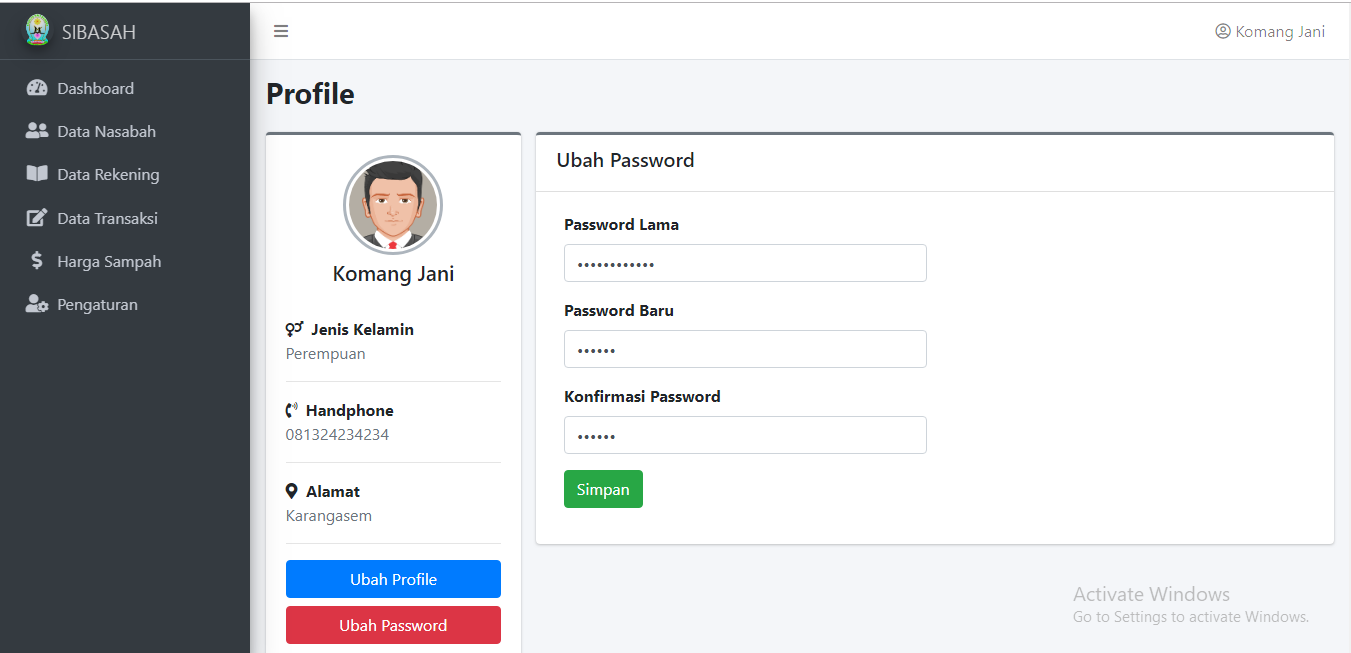 SIBASAH
Komang Jani
Dashboard
Data Nasabah
Data Rekening
Data Transaksi
Harga Sampah
Pengaturan
Profile
Komang Jani
Jenis Kelamin
Perempuan
Handphone
081324234234
Alamat
Karangasem
Ubah Profile
Ubah Password
Ubah Password
Password Lama
••••••••••••
Password Baru
••••••
Konfirmasi Password
••••••
Simpan
Activate Windows
Go to Settings to activate Windows.